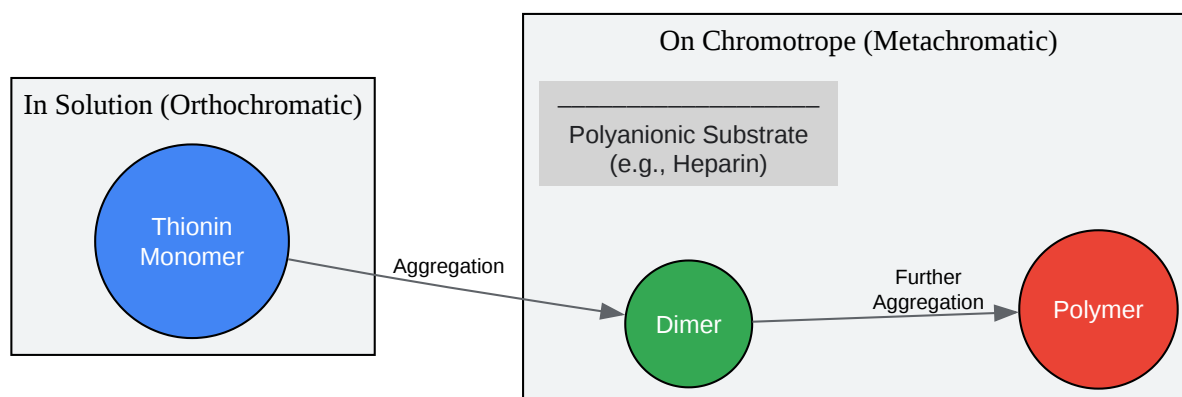 In Solution (Orthochromatic)
Thionin
Monomer
Aggregation
On Chromotrope (Metachromatic)
___________________
Polyanionic Substrate
(e.g., Heparin)
Dimer
Further
Aggregation
Polymer